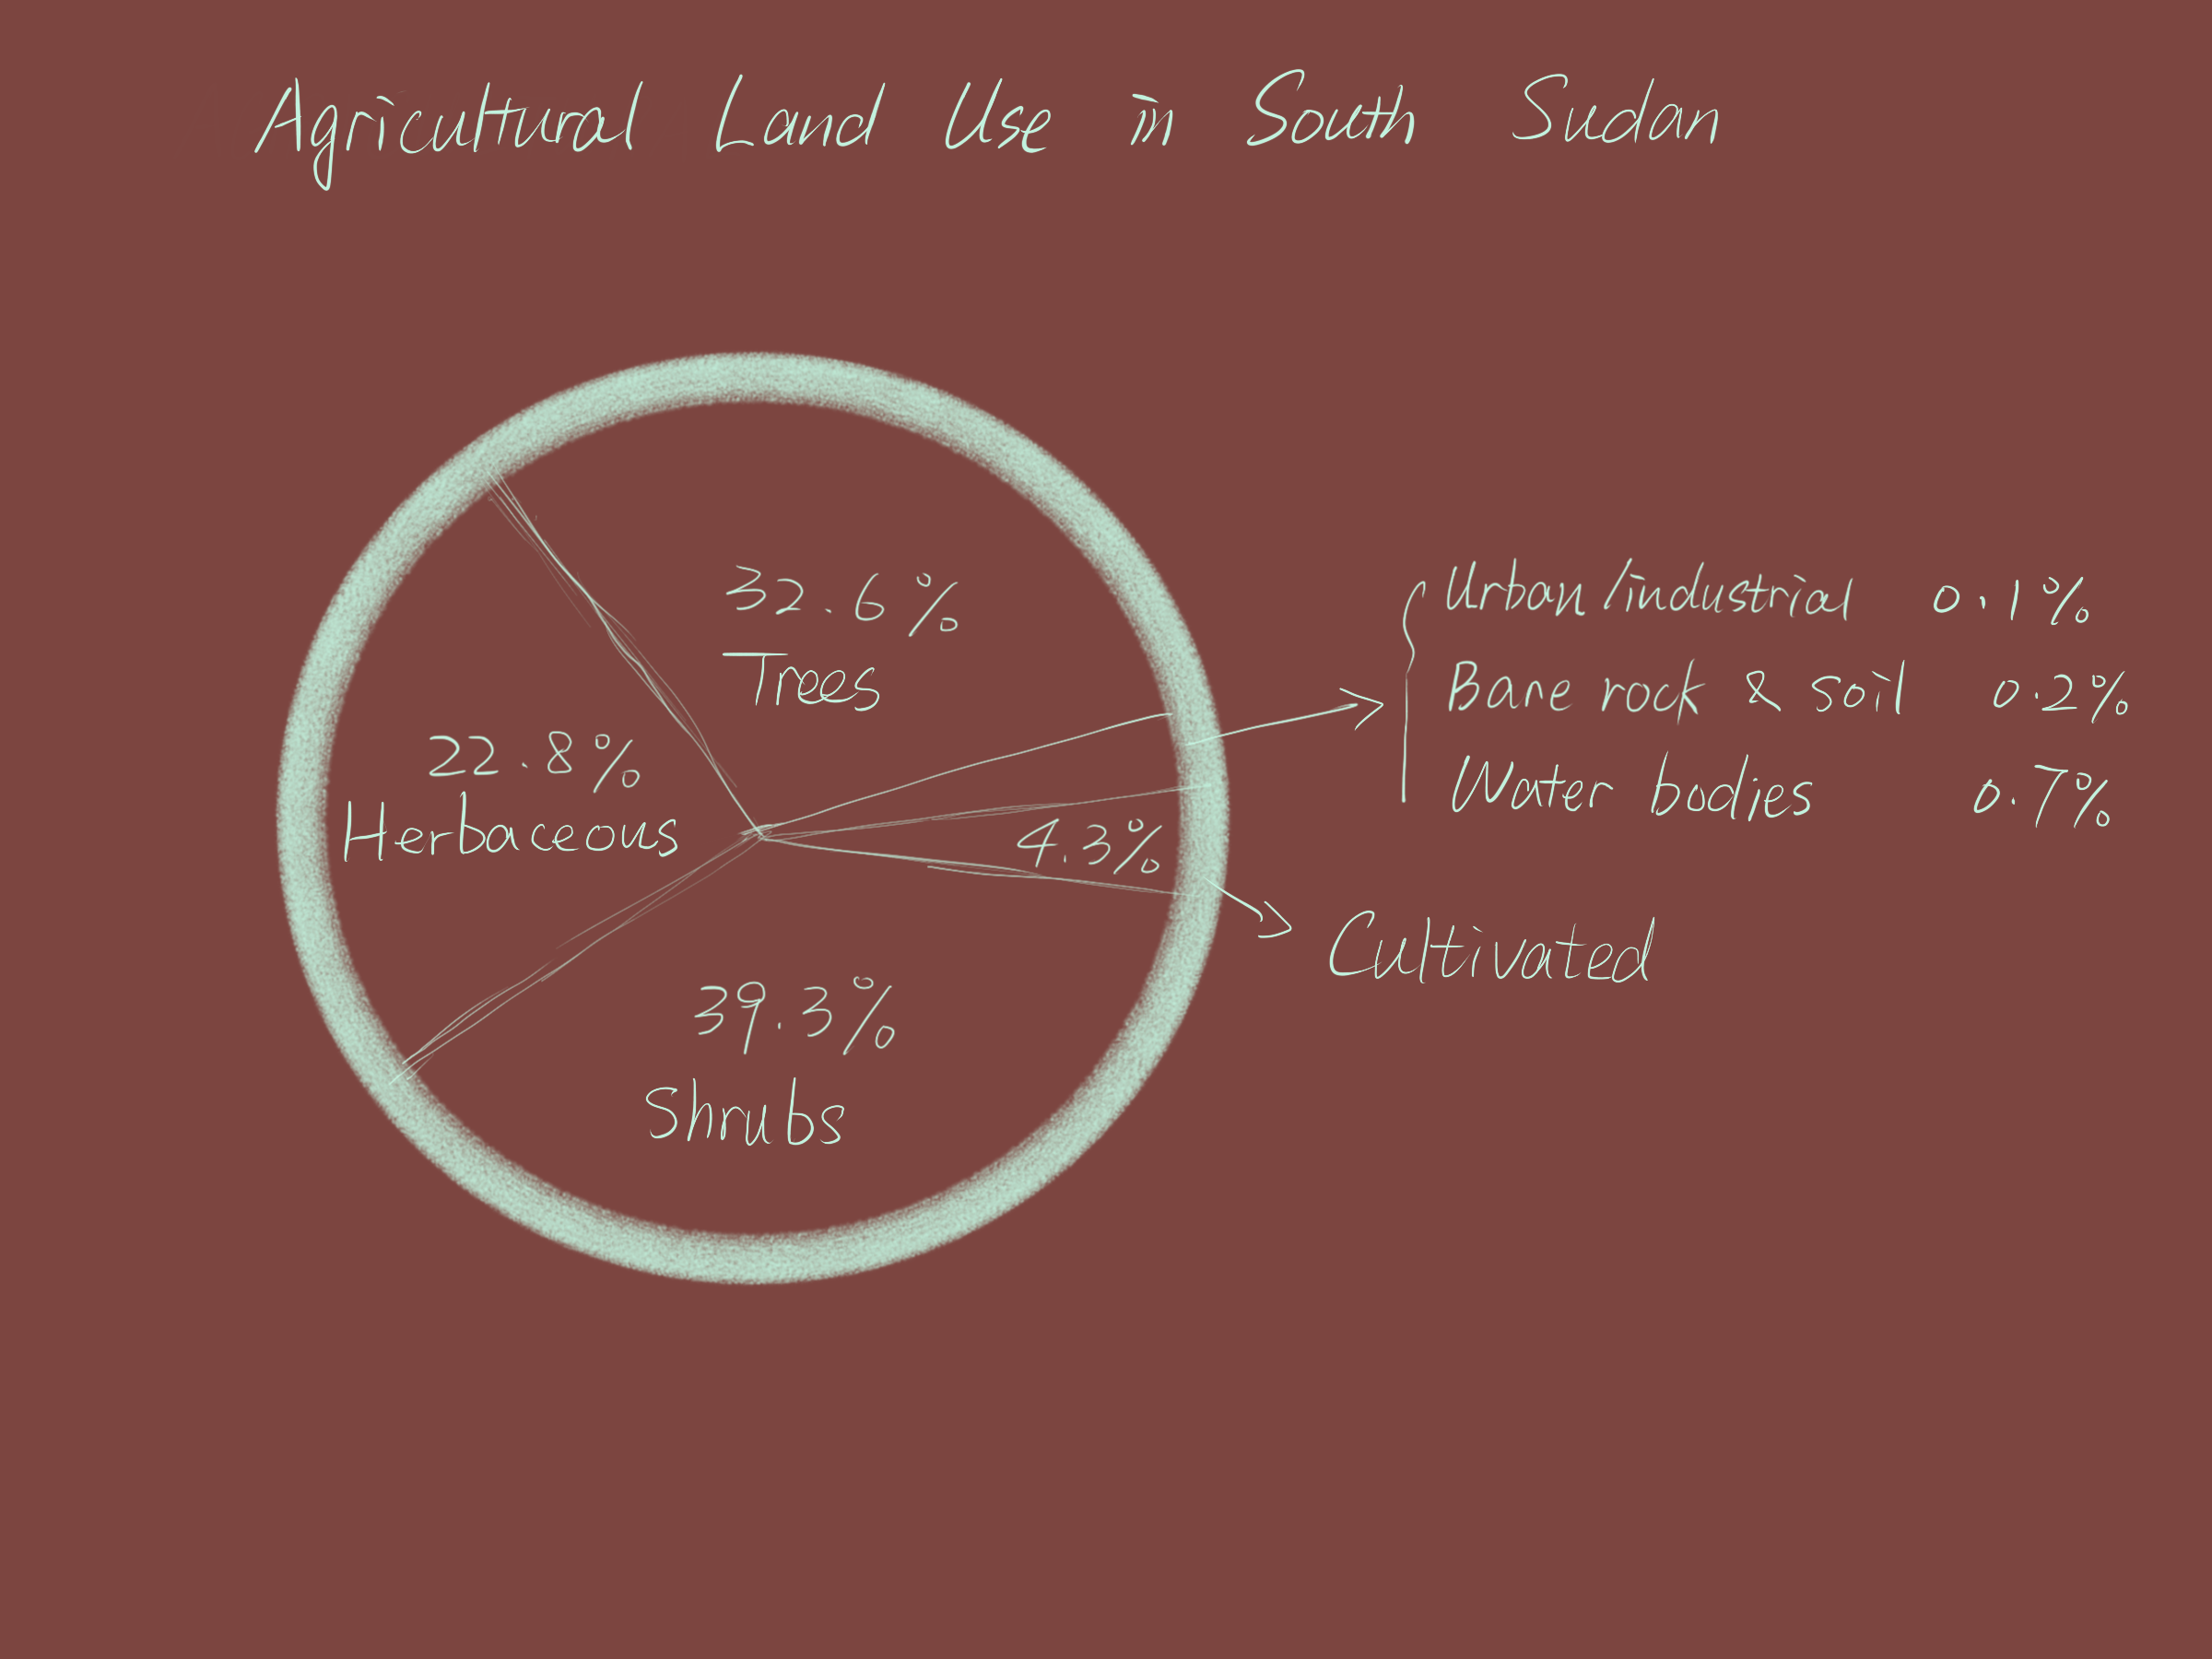 Agricultural Land Use in South Sudan
32.6%
Trees
22.8%
Herbaceous
39.3%
Shrubs
4.3%
Cultivated
Urban/industrial 0.1%
Bare rock & soil 0.2%
Water bodies 0.7%